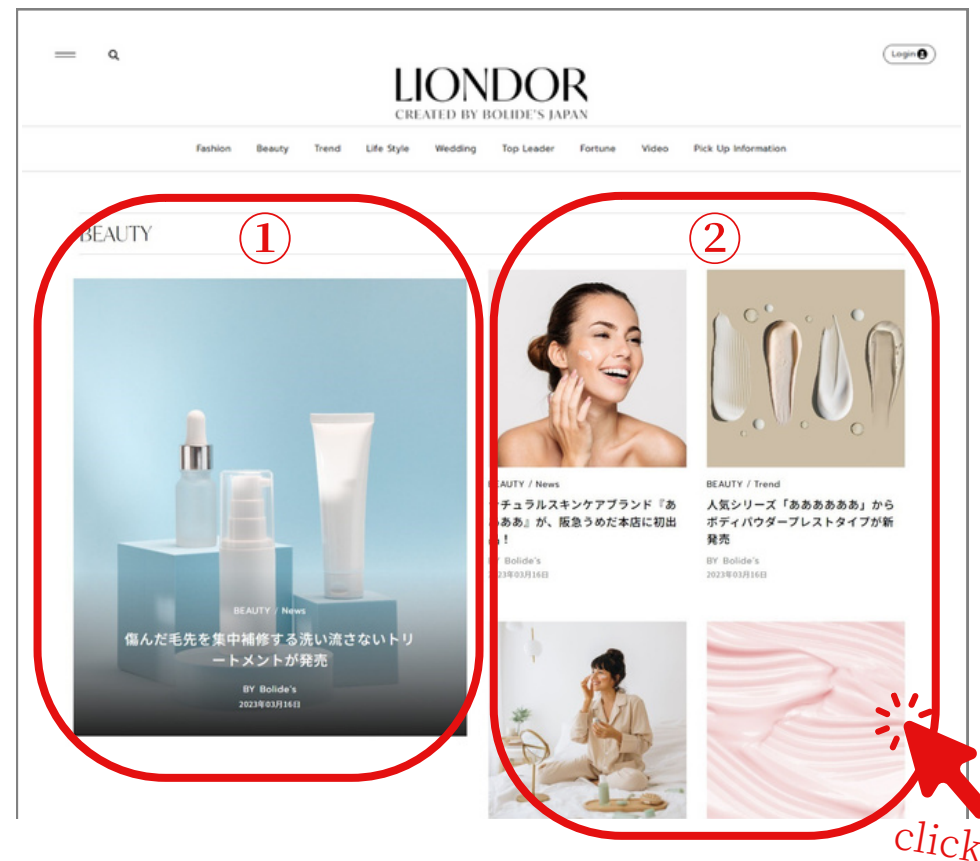 Login
LIONDOR
CREATED BY BOLIDE'S JAPAN
Fashion Beauty Trend Life Style Wedding Top Leader Fortune Video Pick Up Information
BEAUTY
①
②
BEAUTY / News
傷んだ毛先を集中補修する洗い流さないトリ
ートメントが発売
BY Bolide's
2023年03月16日
EAUTY / News
チュラルスキンケアブランド『あ
ああ』が、阪急うめだ本店に初出
！
BY Bolide's
2023年03月16日
BEAUTY / Trend
人気シリーズ「ああああああ」から
ボディパウダープレストタイプが新
発売
BY Bolide's
2023年03月16日
click